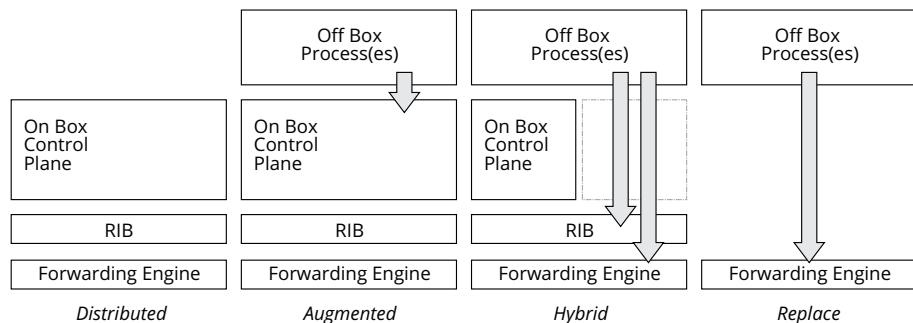 Off Box
Process(es)
Off Box
Process(es)
Off Box
Process(es)
On Box
Control
Plane
On Box
Control
Plane
On Box
Control
Plane
RIB
RIB
RIB
Forwarding Engine
Forwarding Engine
Forwarding Engine
Forwarding Engine
Distributed
Augmented
Hybrid
Replace